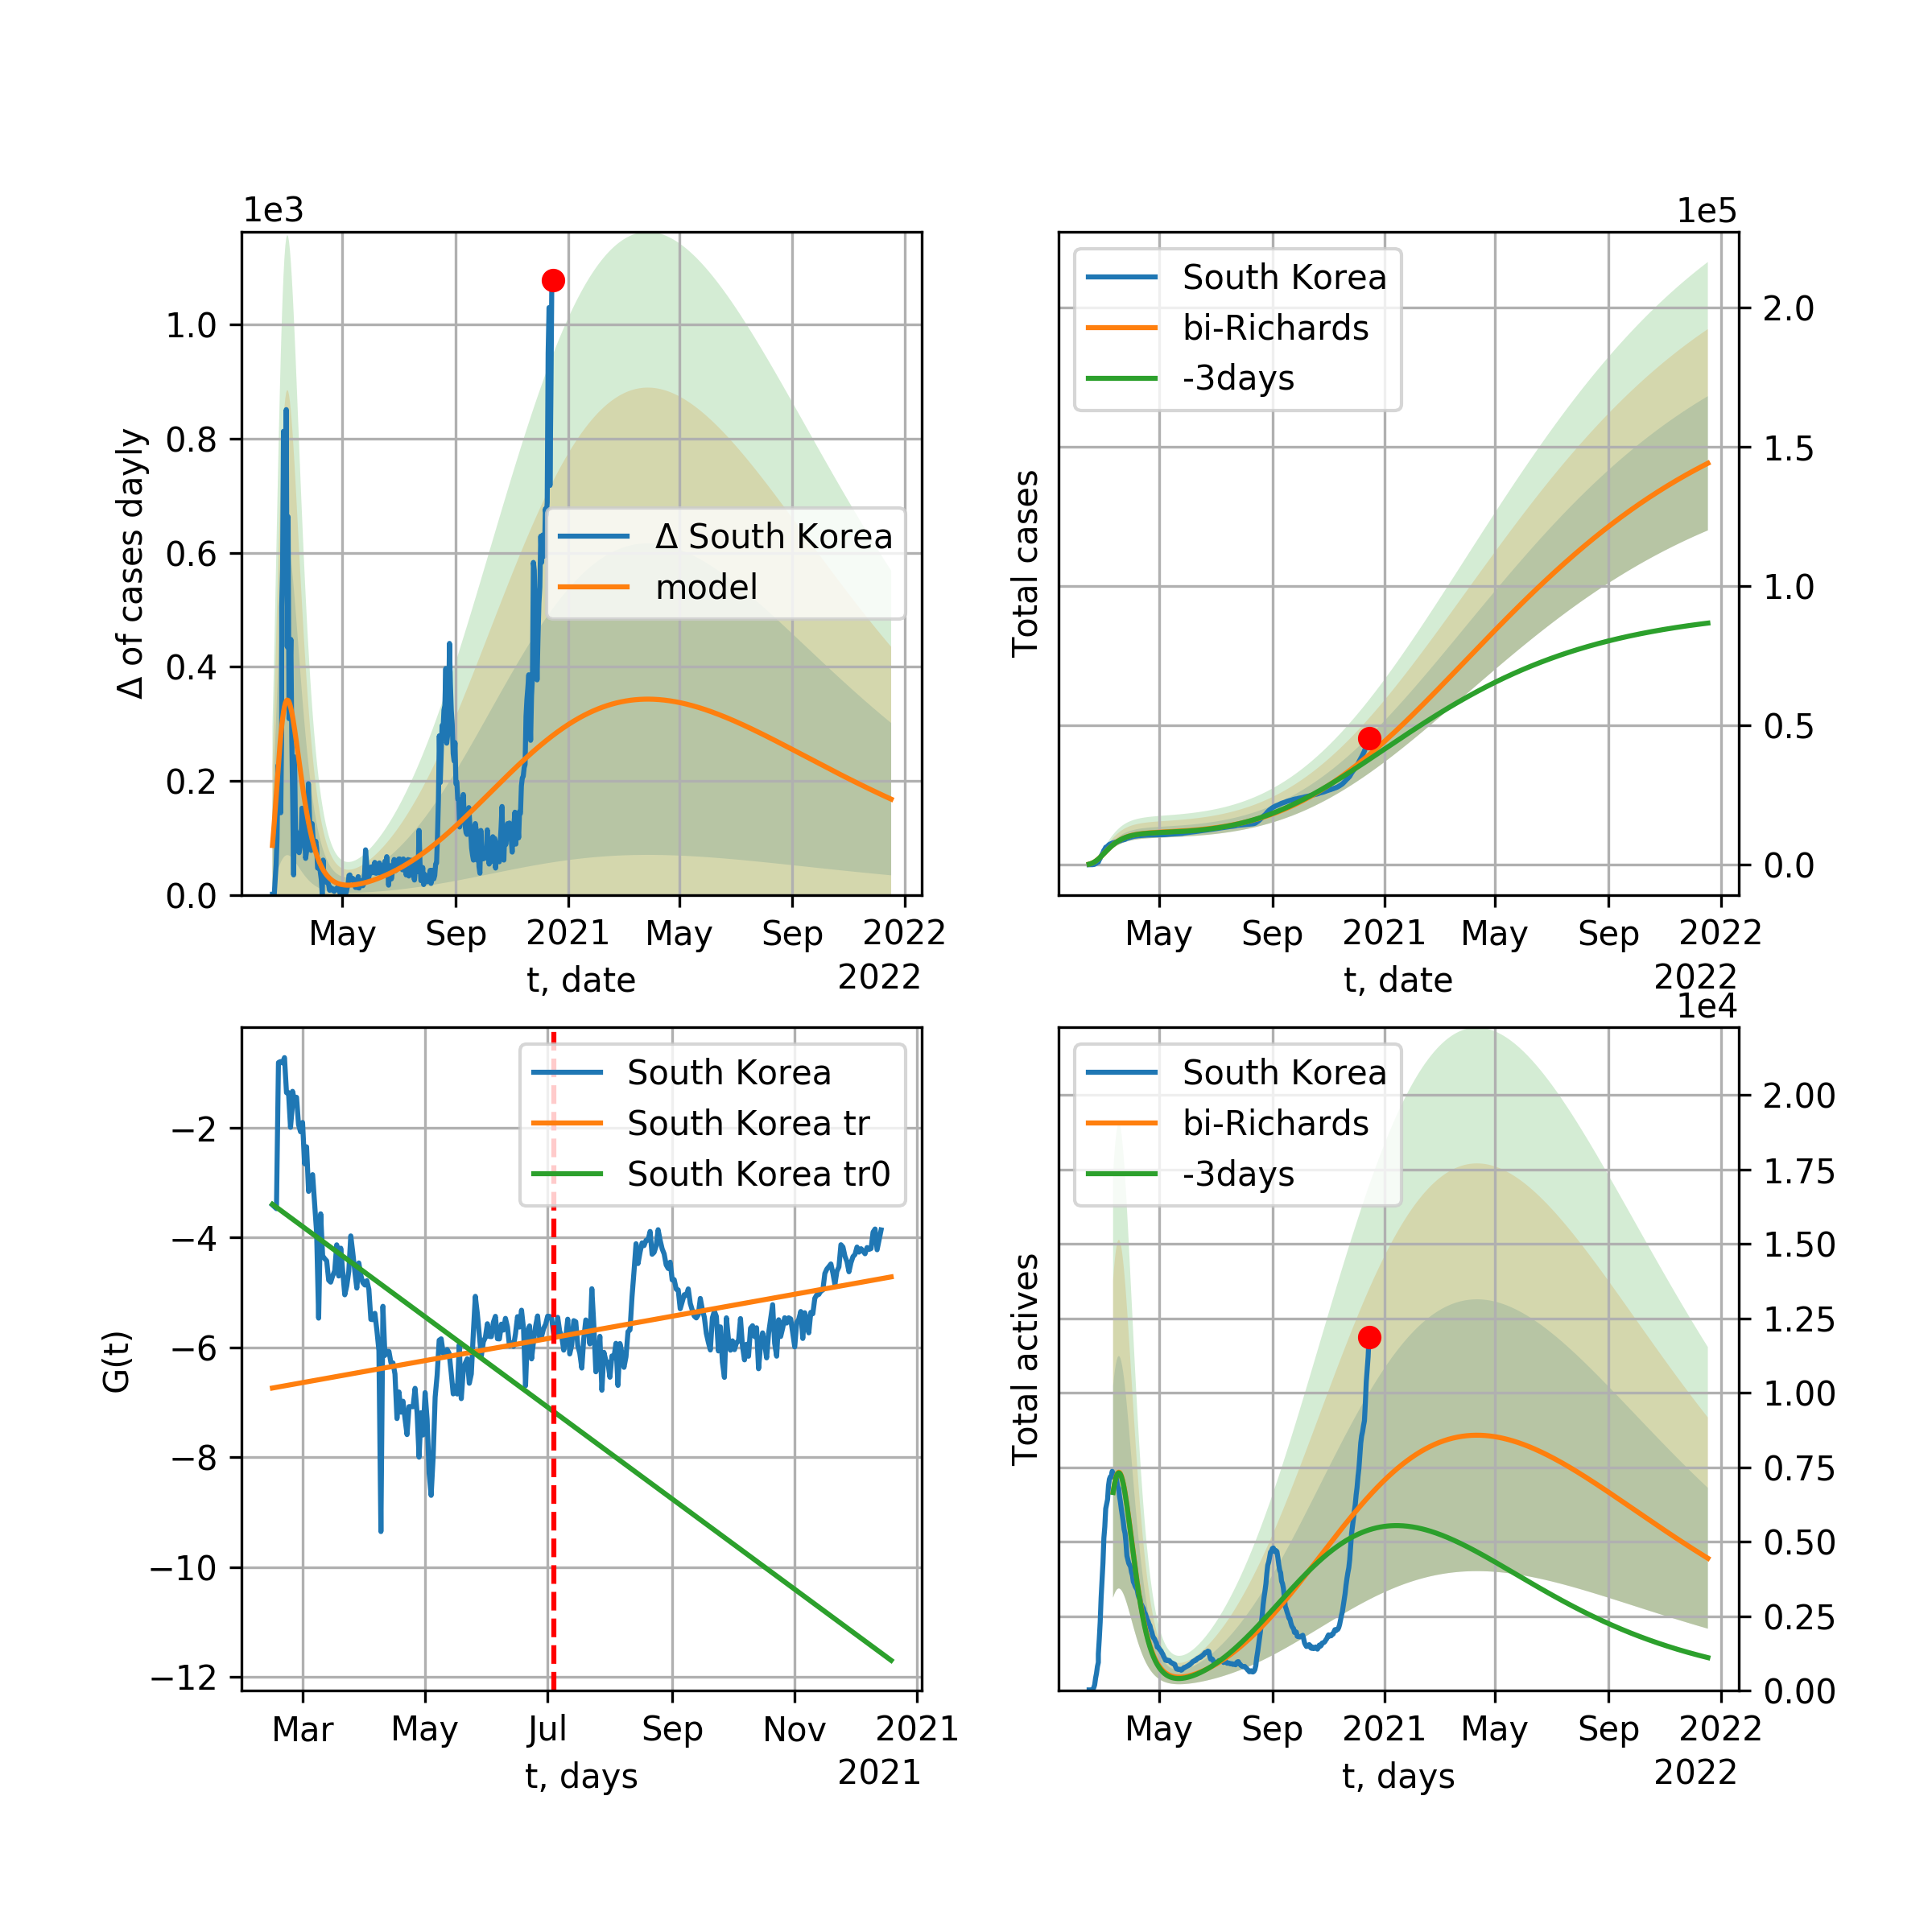 1e3
1.0
0.8
0.6
0.4
0.2
0.0
Δ of cases dayly
Δ South Korea
model
May Sep 2021 May Sep 2022
t, date
2022
1e5
South Korea
bi-Richards
-3days
2.0
1.5
1.0
0.5
0.0
Total cases
May Sep 2021 May Sep 2022
t, date
2022
South Korea
South Korea tr
South Korea tr0
−2
−4
−6
−8
−10
−12
G(t)
Mar May Jul Sep Nov 2021
t, days
2021
1e4
South Korea
bi-Richards
-3days
2.00
1.75
1.50
1.25
1.00
0.75
0.50
0.25
0.00
Total actives
May Sep 2021 May Sep 2022
t, days
2022